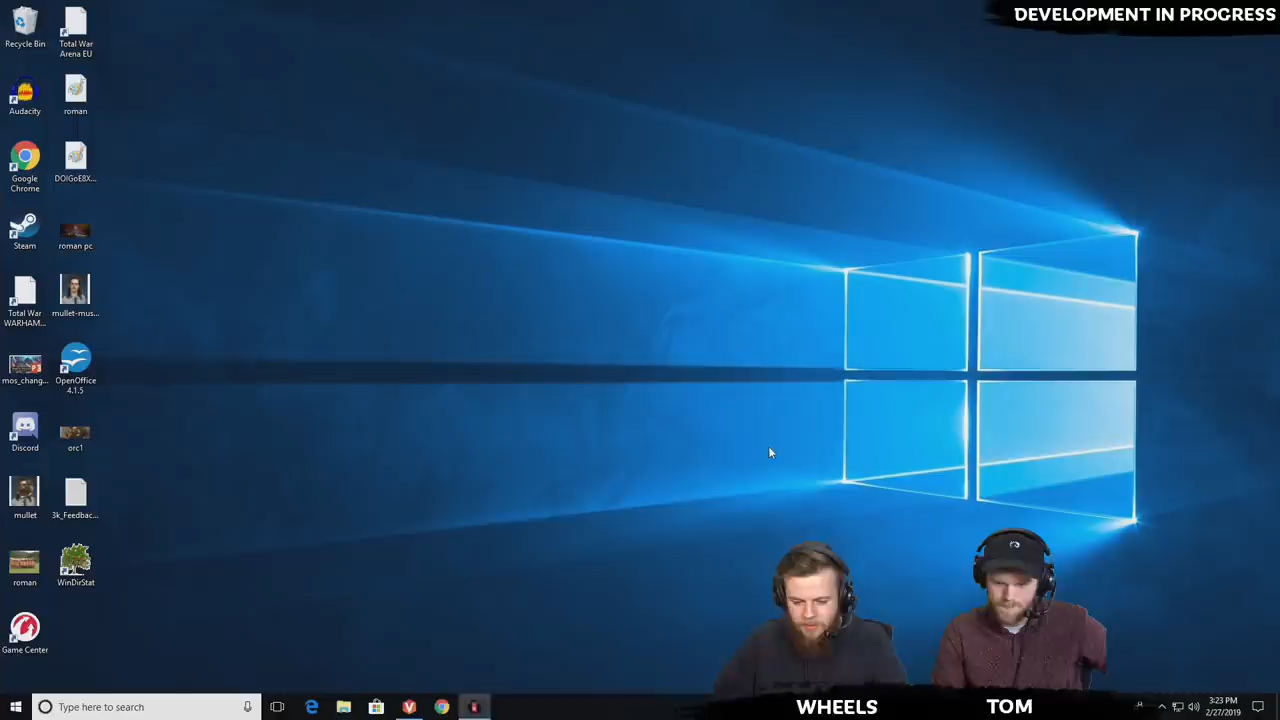 DEVELOPMENT IN PROGRESS
Recycle Bin
Total War
Arena EU
Audacity
roman
Google
Chrome
DOIGoE8X...
Steam
roman pc
Total War
WARHAM...
mullet-mus...
mos_chang...
OpenOffice
4.1.5
Discord
orc1
mullet
3k_Feedbac...
roman
WinDirStat
Game Center
P3
Type here to search
WHEELS
TOM
3:23 PM
2/27/2019